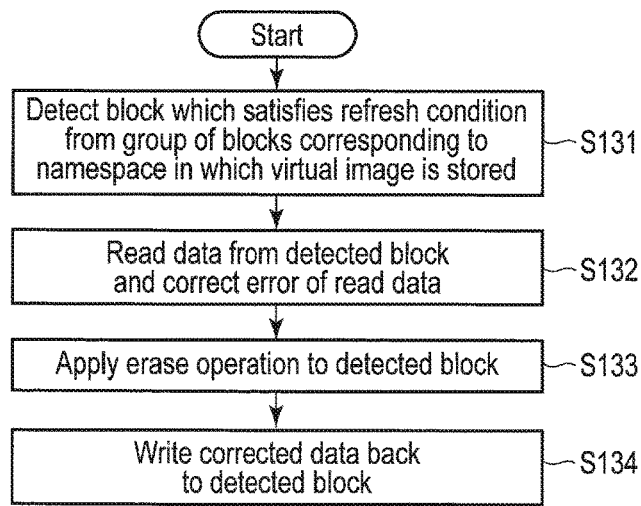 Start
Detect block which satisfies refresh condition
from group of blocks corresponding to
namespace in which virtual image is stored
S131
Read data from detected block
and correct error of read data
S132
Apply erase operation to detected block
S133
Write corrected data back
to detected block
S134